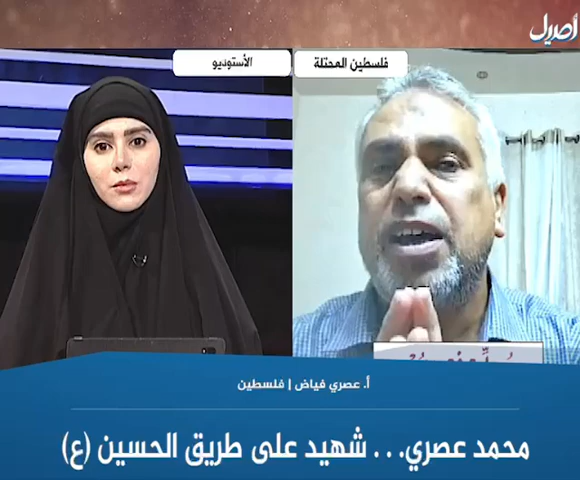 أصيل
فلسطين المحتلة
الأستوديو
أ. عصري فياض | فلسطين
محمد عصري... شهيد على طريق الحسين (ع)